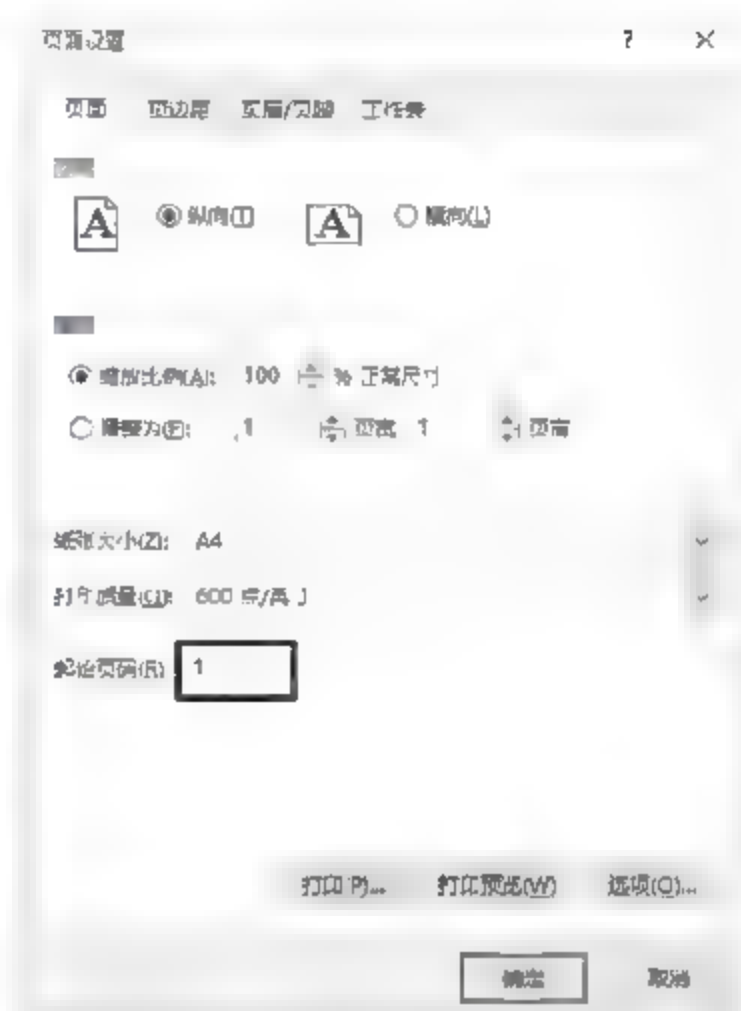 页面设置 ? ×
页面 页边距 页眉/页脚 工作表
A 纵向(T) A 横向(L)
缩放比例(A): 100 % 正常尺寸
调整为(F): 1 页宽 1 页高
纸张大小(Z): A4
打印质量(Q): 600 点/英寸
起始页码(R) 1
打印(P)... 打印预览(W) 选项(O)...
确定 取消